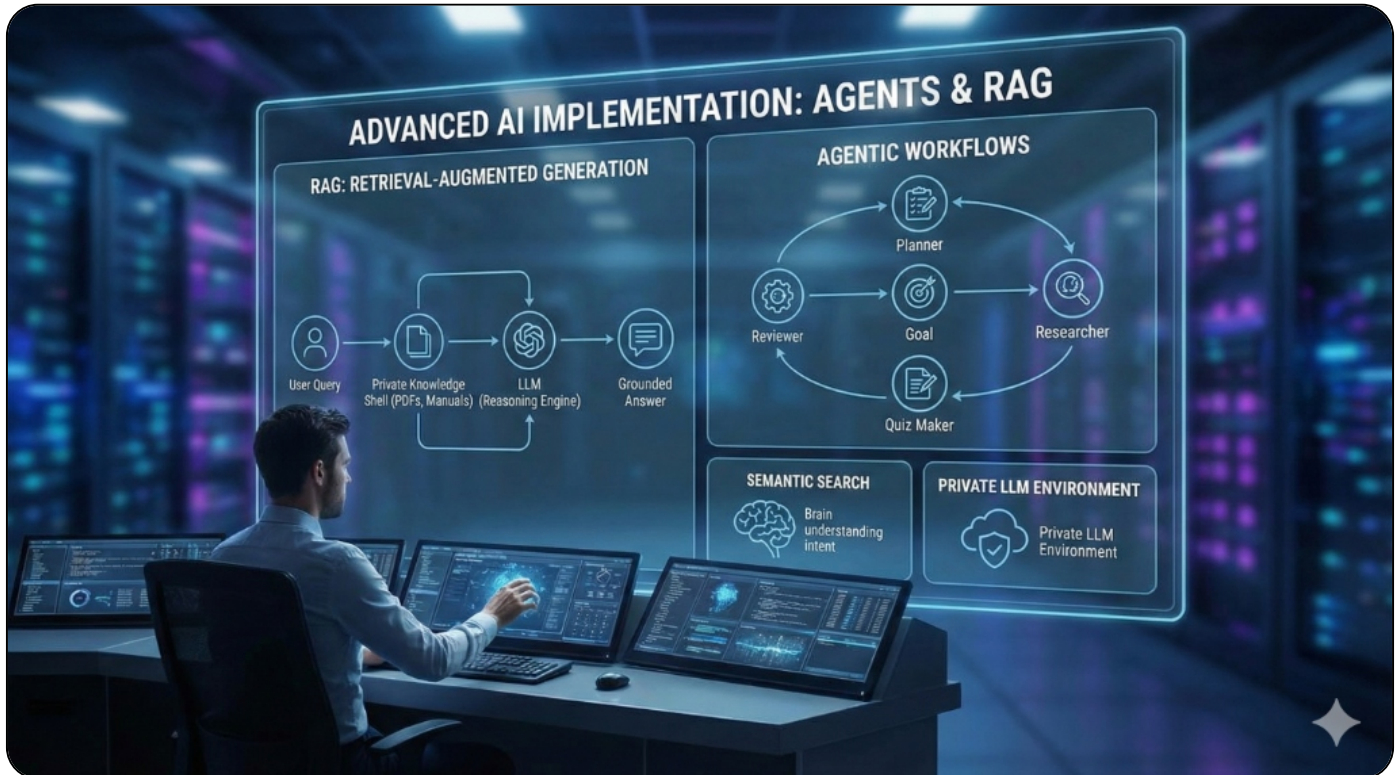 ADVANCED AI IMPLEMENTATION: AGENTS & RAG
RAG: RETRIEVAL-AUGMENTED GENERATION
User Query
Private Knowledge
Shell (PDFs, Manuals)
LLM
(Reasoning Engine)
Grounded
Answer
AGENTIC WORKFLOWS
Planner
Reviewer
Goal
Researcher
Quiz Maker
SEMANTIC SEARCH
Brain
understanding
intent
PRIVATE LLM ENVIRONMENT
Private LLM
Environment